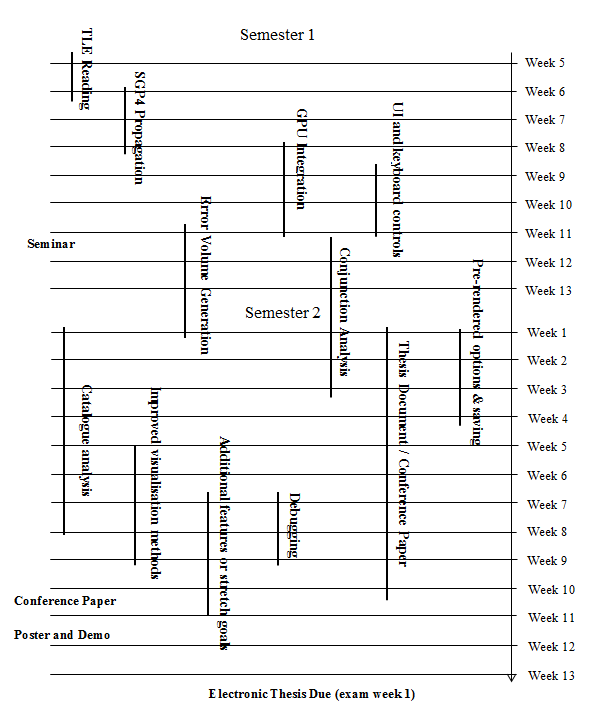 Semester 1
TLE Reading
Week 5
SGP4 Propagation
Week 6
GPU Integration
UI and keyboard controls
Week 7
Week 8
Week 9
Error Volume Generation
Week 10
Week 11
Seminar
Conjunction Analysis
Pre-rendered options & saving
Week 12
Week 13
Semester 2
Week 1
Thesis Document / Conference Paper
Week 2
Catalogue analysis
Improved visualisation methods
Week 3
Week 4
Additional features or stretch goals
Week 5
Week 6
Debugging
Week 7
Week 8
Week 9
Week 10
Conference Paper
Week 11
Poster and Demo
Week 12
Week 13
Electronic Thesis Due (exam week 1)